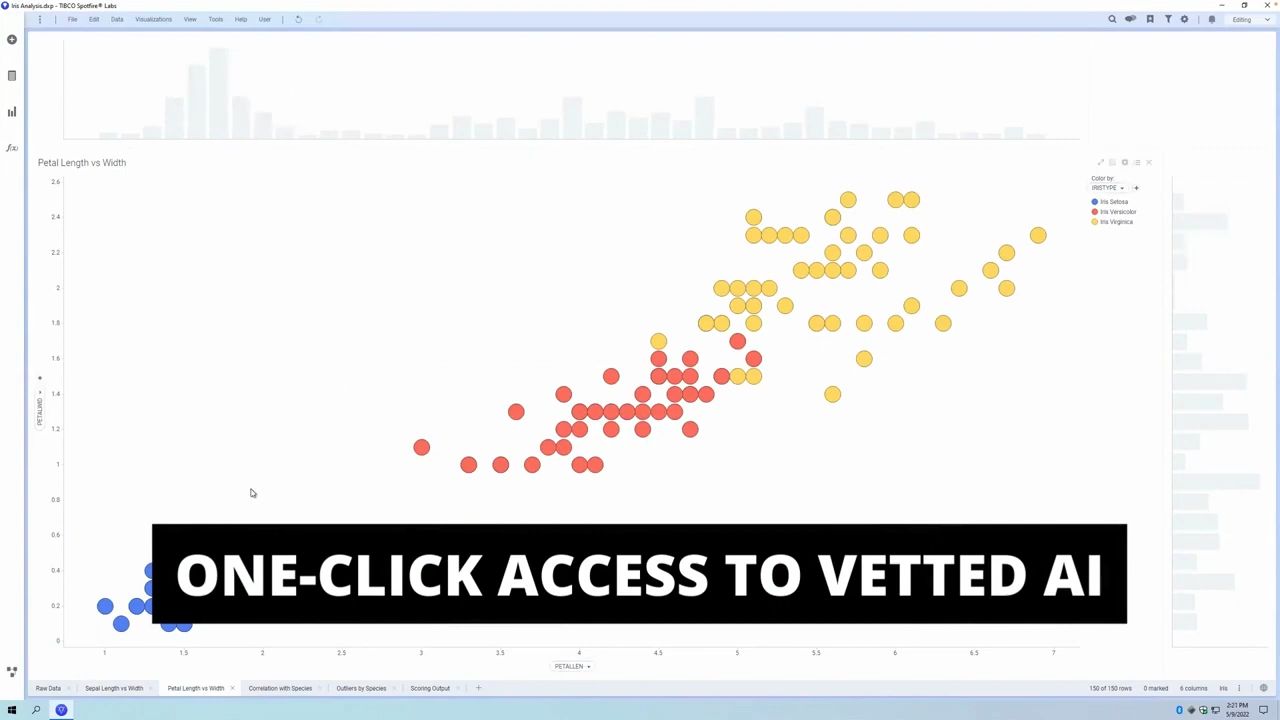 Iris Analysis.dxp - TIBCO Spotfire® Labs
File Edit Data Visualizations View Tools Help User
Editing
f(x)
Petal Length vs Width
Color by:
IRISTYPE
Iris Setosa
Iris Versicolor
Iris Virginica
2.6
2.4
2.2
2
1.8
1.6
1.4
1.2
1
0.8
0.6
0.4
0.2
0
PETALWID
ONE-CLICK ACCESS TO VETTED AI
1 1.5 2 2.5 3 3.5 4 4.5 5 5.5 6 6.5 7
PETALLEN
Raw Data Sepal Length vs Width Petal Length vs Width Correlation with Species Outliers by Species Scoring Output
150 of 150 rows 0 marked 6 columns Iris
2:21 PM
5/9/2022